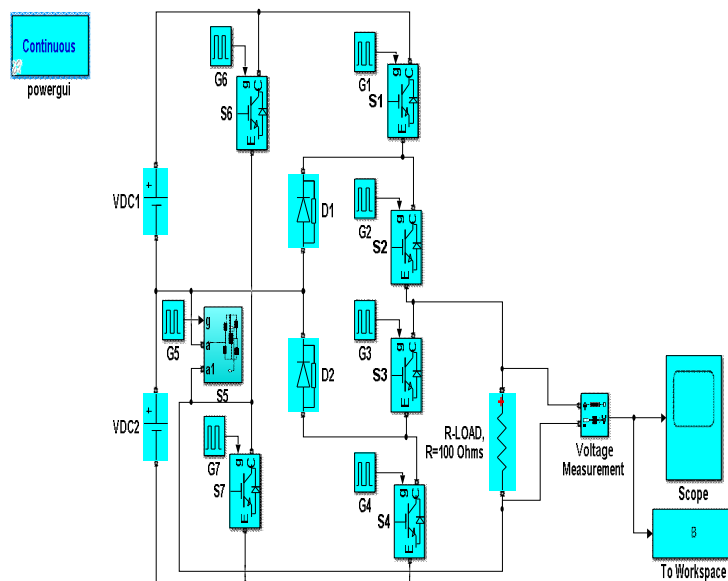 Continuous
powergui
G6
S6
g
C
E
G1
S1
g
C
E
VDC1
+
D1
G2
S2
g
C
E
G5
g
a
a1
S5
G3
S3
g
C
E
D2
VDC2
+
G7
S7
g
C
E
G4
S4
g
C
E
R-LOAD,
R=100 Ohms
+
Voltage
Measurement
Scope
B
To Workspace